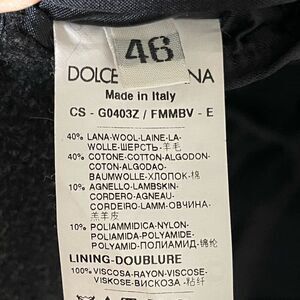 46
DOLCE NA
Made in Italy
CS - G0403Z / FMMBV - E
40% LANA-WOOL-LAINE-LA-
WOLLE-ШЕРСТЬ-羊毛
40% COTONE-COTTON-ALGODON-
COTON-ALGODAO-
BAUMWOLLE-ХЛОПОК-棉
10% AGNELLO-LAMBSKIN-
CORDERO-AGNEAU-
CORDEIRO-LAMM-ОВЧИНА-
羔羊皮
10% POLIAMMIDICA-NYLON-
POLIAMIDA-POLYAMIDE-
POLYAMID-ПОЛИАМИД-锦纶
LINING-DOUBLURE
100% VISCOSA-RAYON-VISCOSE-
VISKOSE-ВИСКОЗА-粘纤